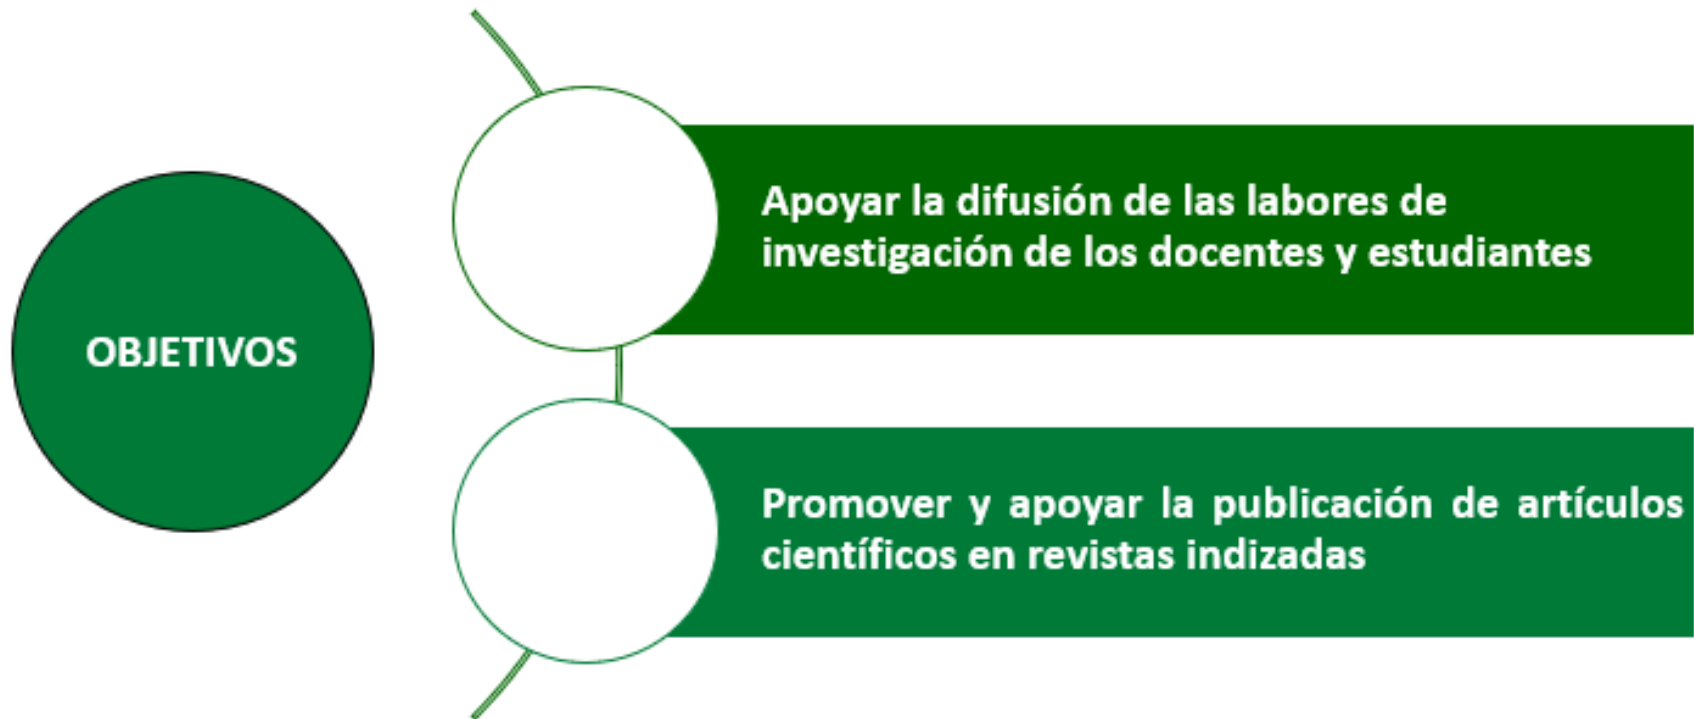 OBJETIVOS
Apoyar la difusión de las labores de
investigación de los docentes y estudiantes
Promover y apoyar la publicación de artículos
científicos en revistas indizadas